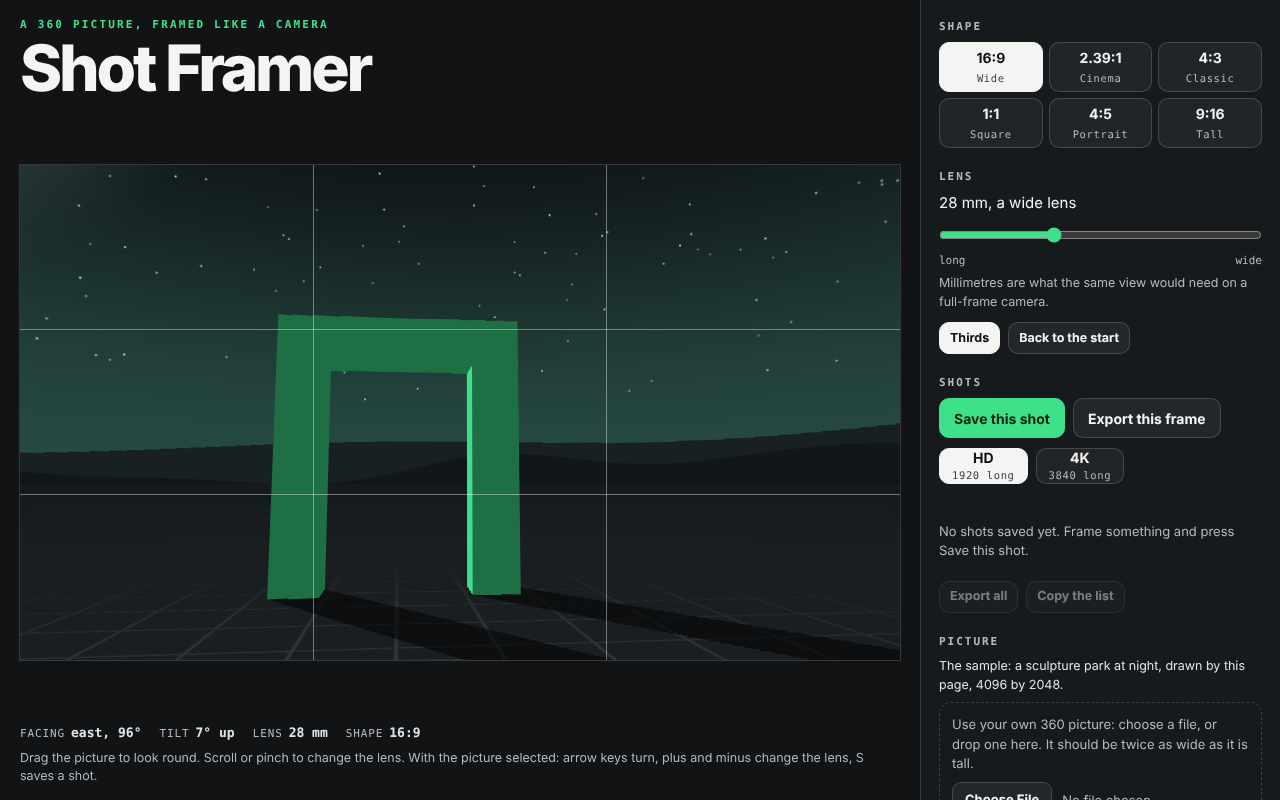 A 360 PICTURE, FRAMED LIKE A CAMERA
Shot Framer
FACING east, 96° TILT 7° up LENS 28 mm SHAPE 16:9
Drag the picture to look round. Scroll or pinch to change the lens. With the picture selected: arrow keys turn, plus and minus change the lens, S
saves a shot.
SHAPE
16:9 2.39:1 4:3
Wide Cinema Classic
1:1 4:5 9:16
Square Portrait Tall
LENS
28 mm, a wide lens
long wide
Millimetres are what the same view would need on a
full-frame camera.
Thirds Back to the start
SHOTS
Save this shot Export this frame
HD 4K
1920 long 3840 long
No shots saved yet. Frame something and press
Save this shot.
Export all Copy the list
PICTURE
The sample: a sculpture park at night, drawn by this
page, 4096 by 2048.
Use your own 360 picture: choose a file, or
drop one here. It should be twice as wide as it is
tall.
Choose File No file chosen